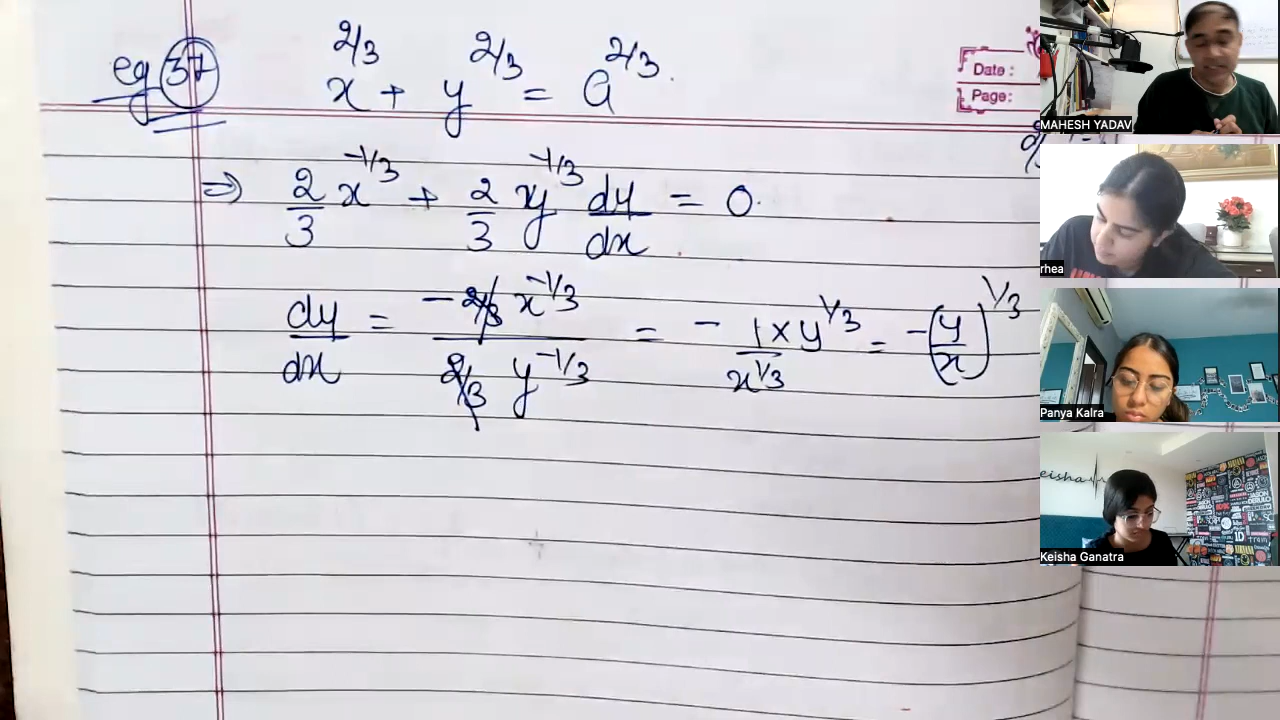 eg 37 x^2/3 + y^2/3 = a^2/3.
Date :
Page:
⇒ 2/3 x^-1/3 + 2/3 y^-1/3 dy/dx = 0.
dy/dx = -2/3 x^-1/3 / 2/3 y^-1/3 = - 1/x^1/3 × y^1/3 = -(y/x)^1/3
MAHESH YADAV
rhea
Panya Kalra
eisha
Keisha Ganatra